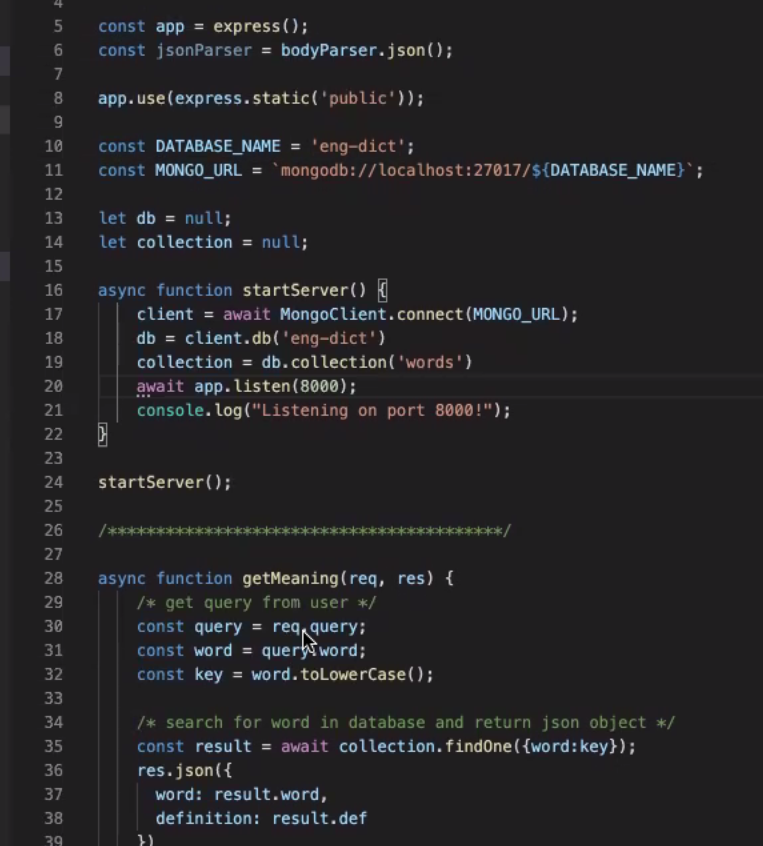 4
5 const app = express();
6 const jsonParser = bodyParser.json();
7
8 app.use(express.static('public'));
9
10 const DATABASE_NAME = 'eng-dict';
11 const MONGO_URL = `mongodb://localhost:27017/${DATABASE_NAME}`;
12
13 let db = null;
14 let collection = null;
15
16 async function startServer() {
17 client = await MongoClient.connect(MONGO_URL);
18 db = client.db('eng-dict')
19 collection = db.collection('words')
20 await app.listen(8000);
21 console.log("Listening on port 8000!");
22 }
23
24 startServer();
25
26 /*****************************************/
27
28 async function getMeaning(req, res) {
29 /* get query from user */
30 const query = req.query;
31 const word = query.word;
32 const key = word.toLowerCase();
33
34 /* search for word in database and return json object */
35 const result = await collection.findOne({word:key});
36 res.json({
37 word: result.word,
38 definition: result.def
39 })